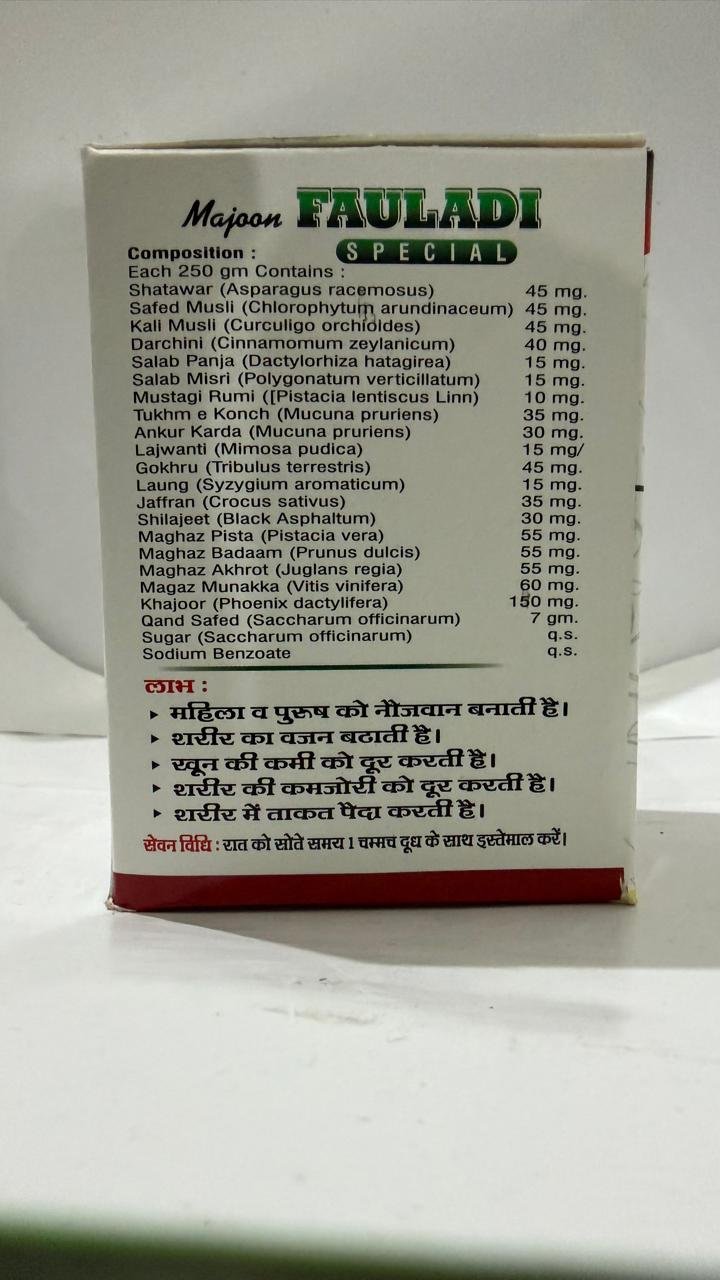 Majoon FAULADI
SPECIAL
Composition :
Each 250 gm Contains :
Shatawar (Asparagus racemosus) 45 mg.
Safed Musli (Chlorophytum arundinaceum) 45 mg.
Kali Musli (Curculigo orchioides) 45 mg.
Darchini (Cinnamomum zeylanicum) 40 mg.
Salab Panja (Dactylorhiza hatagirea) 15 mg.
Salab Misri (Polygonatum verticillatum) 15 mg.
Mustagi Rumi ([Pistacia lentiscus Linn) 10 mg.
Tukhm e Konch (Mucuna pruriens) 35 mg.
Ankur Karda (Mucuna pruriens) 30 mg.
Lajwanti (Mimosa pudica) 15 mg/
Gokhru (Tribulus terrestris) 45 mg.
Laung (Syzygium aromaticum) 15 mg.
Jaffran (Crocus sativus) 35 mg.
Shilajeet (Black Asphaltum) 30 mg.
Maghaz Pista (Pistacia vera) 55 mg.
Maghaz Badaam (Prunus dulcis) 55 mg.
Maghaz Akhrot (Juglans regia) 55 mg.
Magaz Munakka (Vitis vinifera) 60 mg.
Khajoor (Phoenix dactylifera) 150 mg.
Qand Safed (Saccharum officinarum) 7 gm.
Sugar (Saccharum officinarum) q.s.
Sodium Benzoate q.s.
लाभ :
▸ महिला व पुरूष को नौजवान बनाती है।
▸ शरीर का वजन बठाती है।
▸ खून की कमी को दूर करती है।
▸ शरीर की कमजोरी को दूर करती है।
▸ शरीर में ताकत पैदा करती है।
सेवन विधि : रात को सोते समय 1 चम्मच दूध के साथ इस्तेमाल करें।